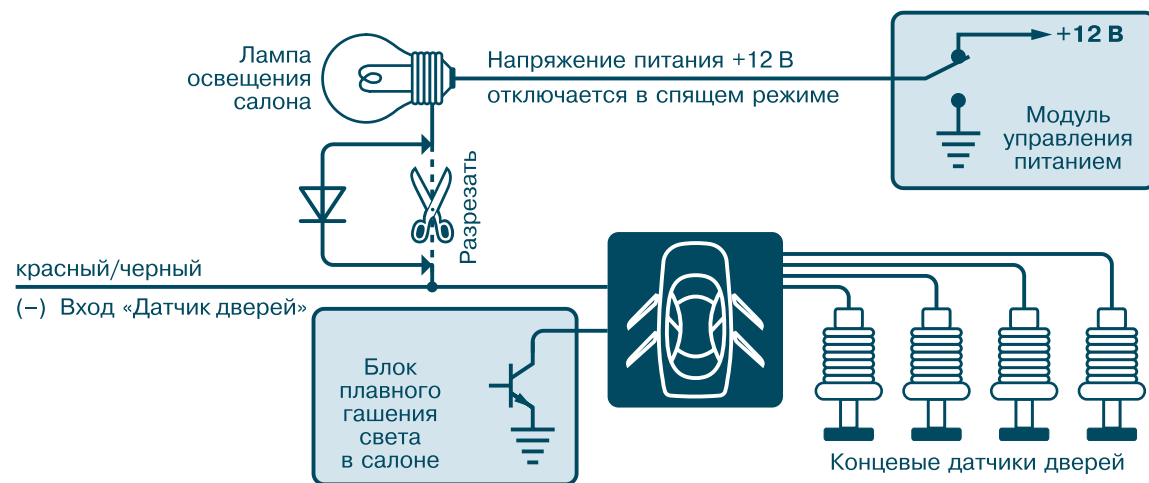 Лампа
освещения
салона
Напряжение питания +12 В
отключается в спящем режиме
+12 В
Модуль
управления
питанием
Разрезать
красный/черный
(–) Вход «Датчик дверей»
Блок
плавного
гашения
света
в салоне
Концевые датчики дверей